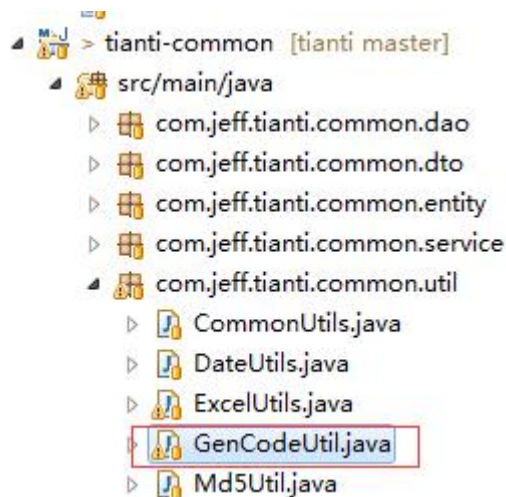 > tianti-common [tianti master]
src/main/java
com.jeff.tianti.common.dao
com.jeff.tianti.common.dto
com.jeff.tianti.common.entity
com.jeff.tianti.common.service
com.jeff.tianti.common.util
CommonUtils.java
DateUtils.java
ExcelUtils.java
GenCodeUtil.java
Md5Util.java